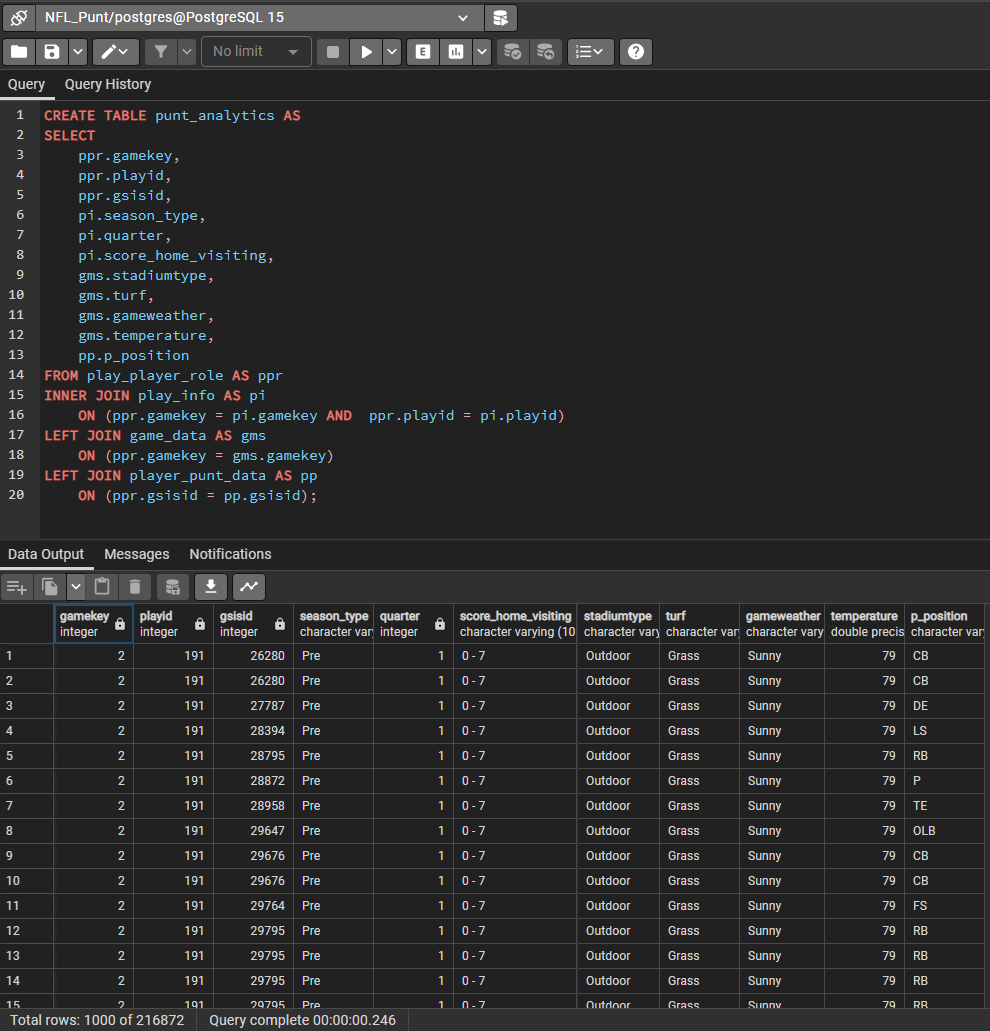 NFL_Punt/postgres@PostgreSQL 15
No limit
E
Query Query History
1 CREATE TABLE punt_analytics AS
2 SELECT
3 ppr.gamekey,
4 ppr.playid,
5 ppr.gsisid,
6 pi.season_type,
7 pi.quarter,
8 pi.score_home_visiting,
9 gms.stadiumtype,
10 gms.turf,
11 gms.gameweather,
12 gms.temperature,
13 pp.p_position
14 FROM play_player_role AS ppr
15 INNER JOIN play_info AS pi
16 ON (ppr.gamekey = pi.gamekey AND  ppr.playid = pi.playid)
17 LEFT JOIN game_data AS gms
18 ON (ppr.gamekey = gms.gamekey)
19 LEFT JOIN player_punt_data AS pp
20 ON (ppr.gsisid = pp.gsisid);
Data Output Messages Notifications
gamekey playid gsisid season_type quarter score_home_visiting stadiumtype turf gameweather temperature p_position
integer integer integer character var integer character varying (10 character vary character vary character vary double precis character vary
1 2 191 26280 Pre 1 0 - 7 Outdoor Grass Sunny 79 CB
2 2 191 26280 Pre 1 0 - 7 Outdoor Grass Sunny 79 CB
3 2 191 27787 Pre 1 0 - 7 Outdoor Grass Sunny 79 DE
4 2 191 28394 Pre 1 0 - 7 Outdoor Grass Sunny 79 LS
5 2 191 28795 Pre 1 0 - 7 Outdoor Grass Sunny 79 RB
6 2 191 28872 Pre 1 0 - 7 Outdoor Grass Sunny 79 P
7 2 191 28958 Pre 1 0 - 7 Outdoor Grass Sunny 79 TE
8 2 191 29647 Pre 1 0 - 7 Outdoor Grass Sunny 79 OLB
9 2 191 29676 Pre 1 0 - 7 Outdoor Grass Sunny 79 CB
10 2 191 29676 Pre 1 0 - 7 Outdoor Grass Sunny 79 CB
11 2 191 29764 Pre 1 0 - 7 Outdoor Grass Sunny 79 FS
12 2 191 29795 Pre 1 0 - 7 Outdoor Grass Sunny 79 RB
13 2 191 29795 Pre 1 0 - 7 Outdoor Grass Sunny 79 RB
14 2 191 29795 Pre 1 0 - 7 Outdoor Grass Sunny 79 RB
15 2 191 29795 Pre 1 0 - 7 Outdoor Grass Sunny 79 RB
Total rows: 1000 of 216872 Query complete 00:00:00.246